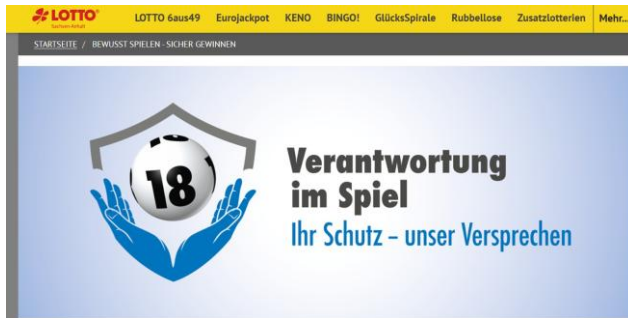 LOTTO®
Sachsen-Anhalt
LOTTO 6aus49 Eurojackpot KENO BINGO! GlücksSpirale Rubbellose Zusatzlotterien Mehr...
STARTSEITE / BEWUSST SPIELEN - SICHER GEWINNEN
18
Verantwortung
im Spiel
Ihr Schutz – unser Versprechen